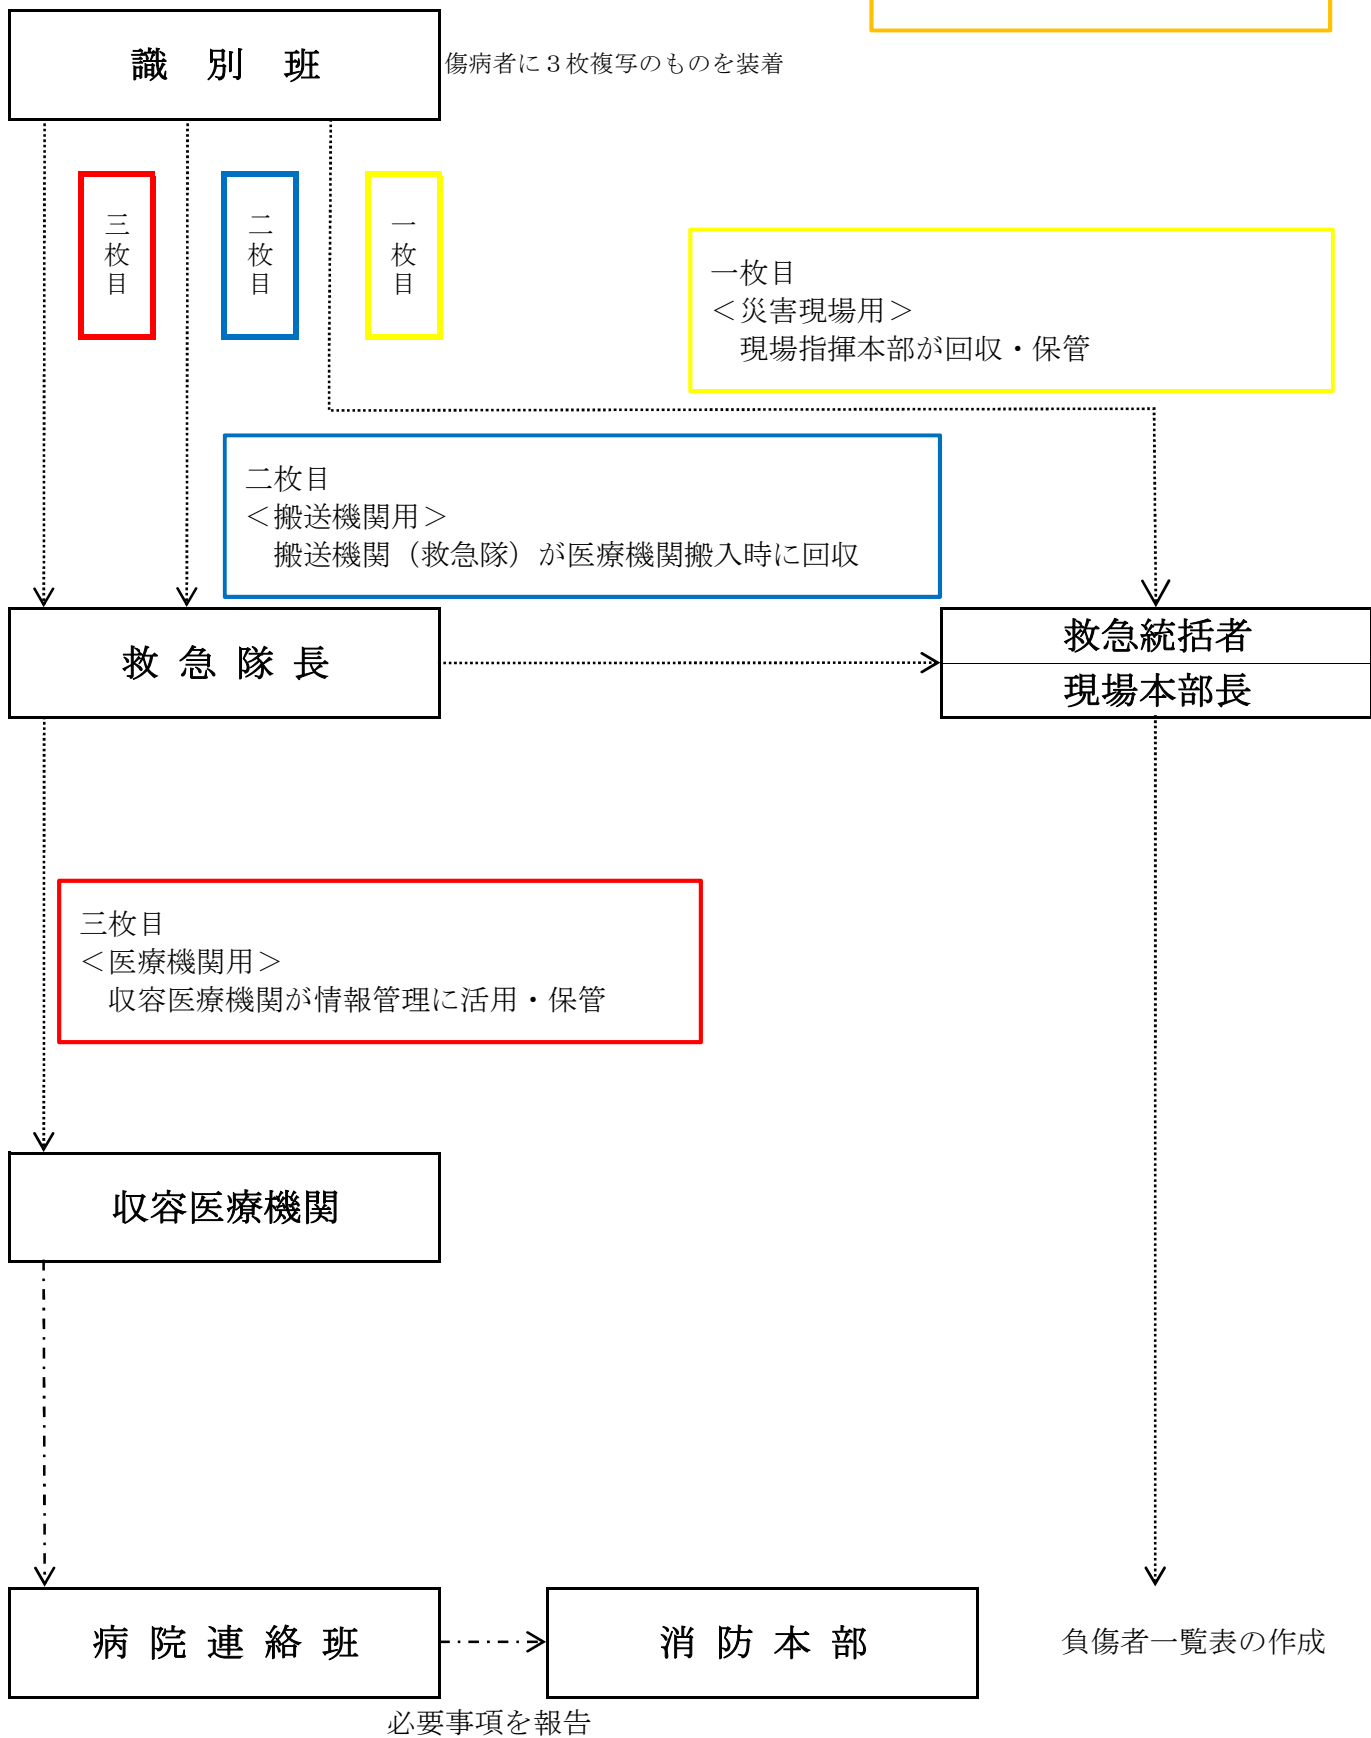 識 別 班
傷病者に３枚複写のものを装着
三枚目
二枚目
一枚目
一枚目
＜災害現場用＞
現場指揮本部が回収・保管
二枚目
＜搬送機関用＞
搬送機関（救急隊）が医療機関搬入時に回収
救 急 隊 長
救急統括者
現場本部長
三枚目
＜医療機関用＞
収容医療機関が情報管理に活用・保管
収容医療機関
病 院 連 絡 班
消 防 本 部
負傷者一覧表の作成
必要事項を報告